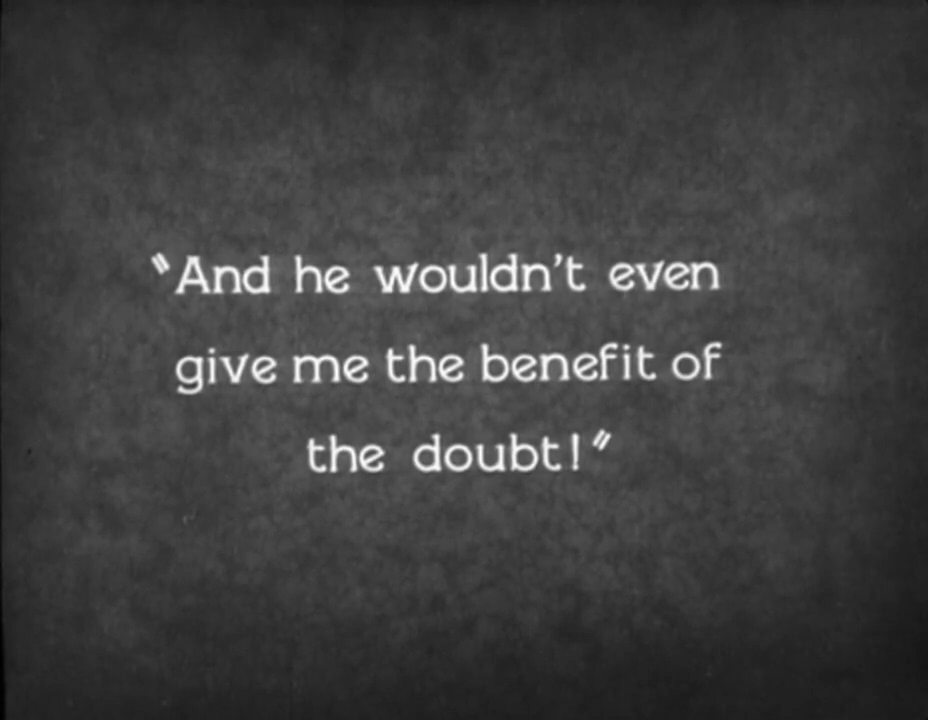 "And he wouldn't even
give me the benefit of
the doubt!"